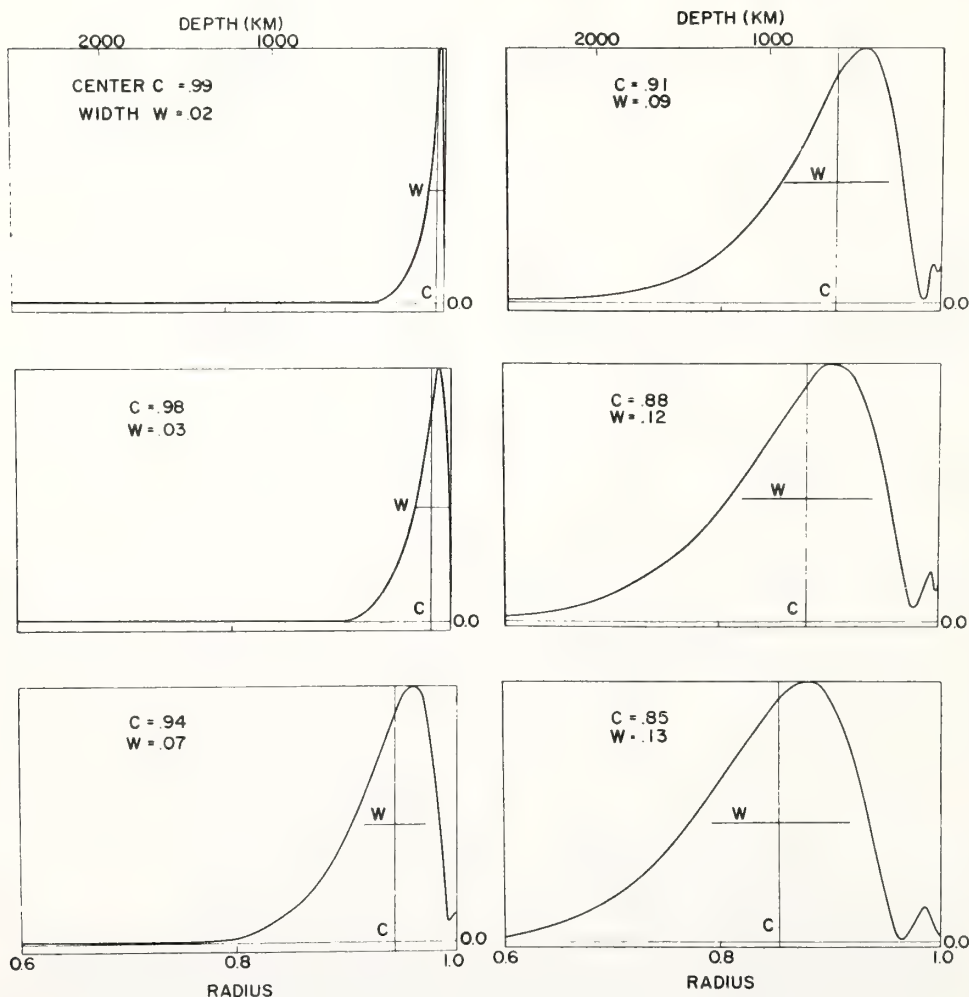 DEPTH (KM)
2000 1000
CENTER C = .99
WIDTH W = .02
W
C
0.0
C = .98
W = .03
W
C
0.0
C = .94
W = .07
W
C
0.0
0.6 0.8 1.0
RADIUS
DEPTH (KM)
2000 1000
C = .91
W = .09
W
C
0.0
C = .88
W = .12
W
C
0.0
C = .85
W = .13
W
C
0.0
0.6 0.8 1.0
RADIUS